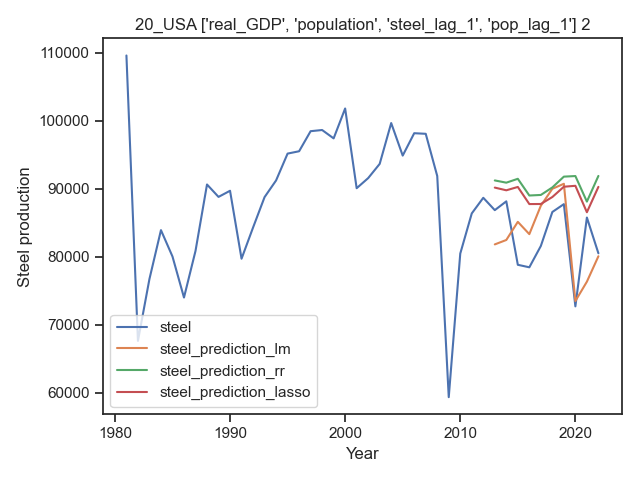 20_USA ['real_GDP', 'population', 'steel_lag_1', 'pop_lag_1'] 2
110000
100000
90000
80000
70000
60000
Steel production
steel
steel_prediction_lm
steel_prediction_rr
steel_prediction_lasso
1980
1990
2000
2010
2020
Year